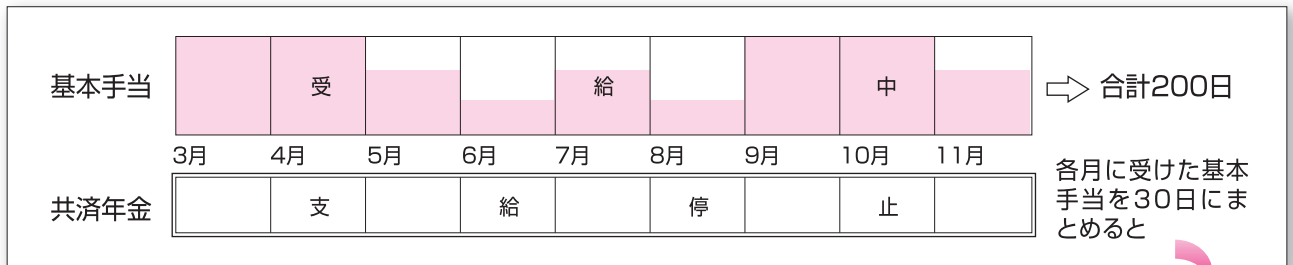 基本手当 受 給 中 合計200日
3月 4月 5月 6月 7月 8月 9月 10月 11月
共済年金 支 給 停 止
各月に受けた基本
手当を30日にま
とめると